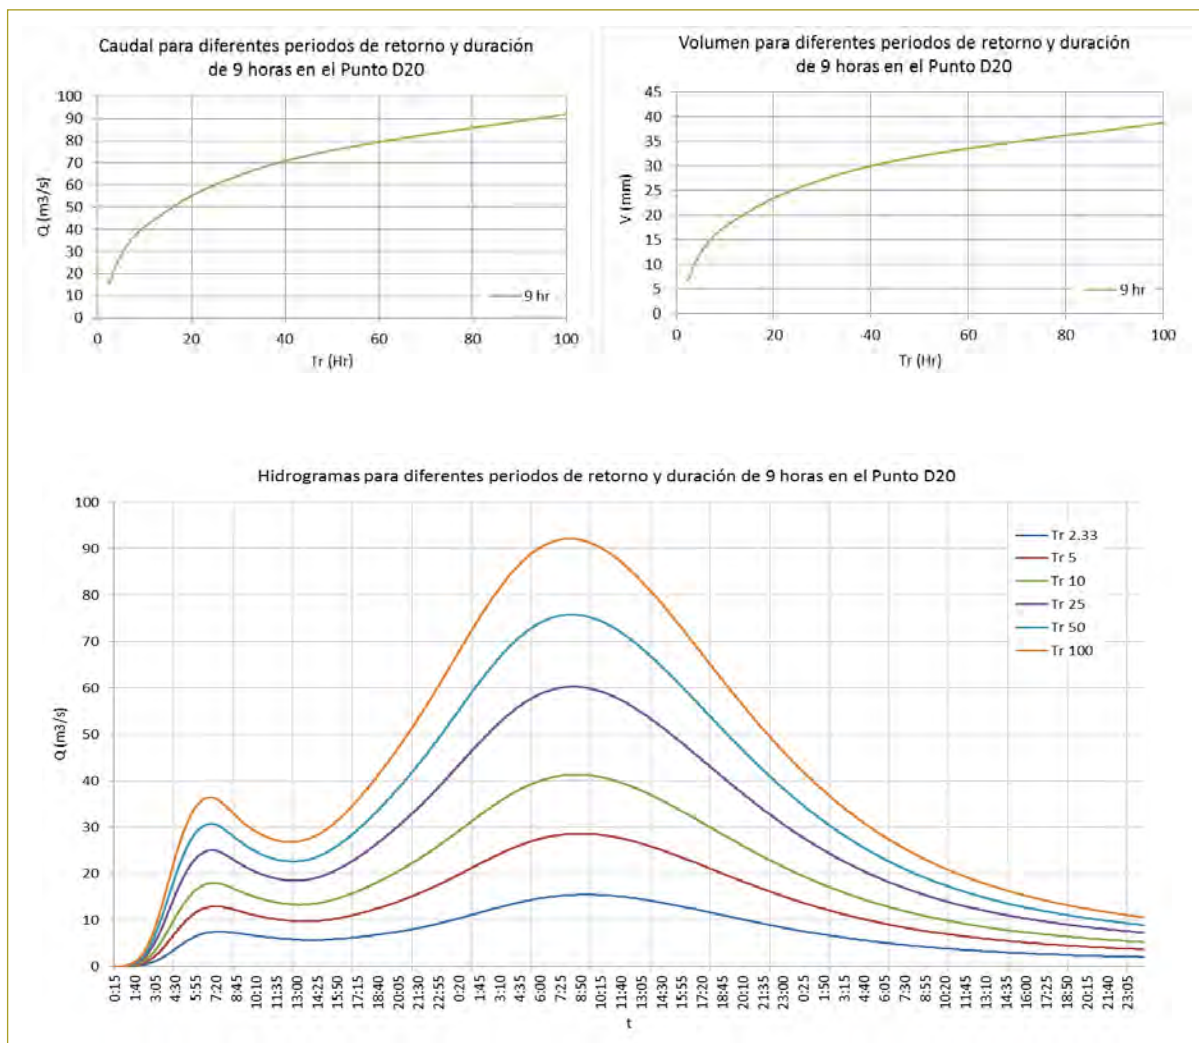 Caudal para diferentes periodos de retorno y duración
de 9 horas en el Punto D20
100
90
80
70
60
50
40
30
20
10
0
Q (m3/s)
0 20 40 60 80 100
Tr (Hr)
9 hr
Volumen para diferentes periodos de retorno y duración
de 9 horas en el Punto D20
45
40
35
30
25
20
15
10
5
0
V (mm)
0 20 40 60 80 100
Tr (Hr)
9 hr
Hidrogramas para diferentes periodos de retorno y duración de 9 horas en el Punto D20
100
90
80
70
60
50
40
30
20
10
0
Q (m3/s)
Tr 2.33
Tr 5
Tr 10
Tr 25
Tr 50
Tr 100
0:15 1:40 3:05 4:30 5:55 7:20 8:45 10:10 11:35 13:00 14:25 15:50 17:15 18:40 20:05 21:30 22:55 0:20 1:45 3:10 4:35 6:00 7:25 8:50 10:15 11:40 13:05 14:30 15:55 17:20 18:45 20:10 21:35 23:00 0:25 1:50 3:15 4:40 6:05 7:30 8:55 10:20 11:45 13:10 14:35 16:00 17:25 18:50 20:15 21:40 23:05
t